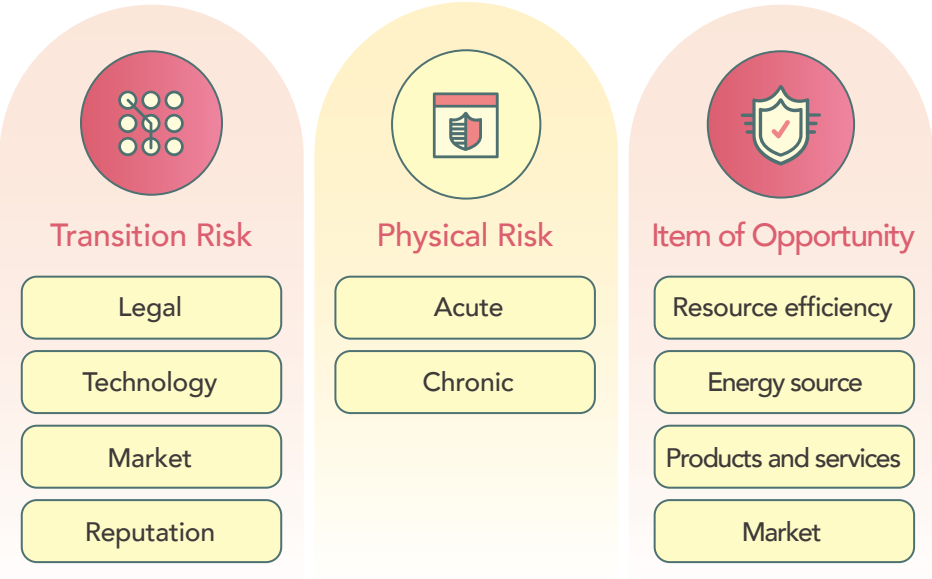 Transition Risk
Legal
Technology
Market
Reputation
Physical Risk
Acute
Chronic
Item of Opportunity
Resource efficiency
Energy source
Products and services
Market